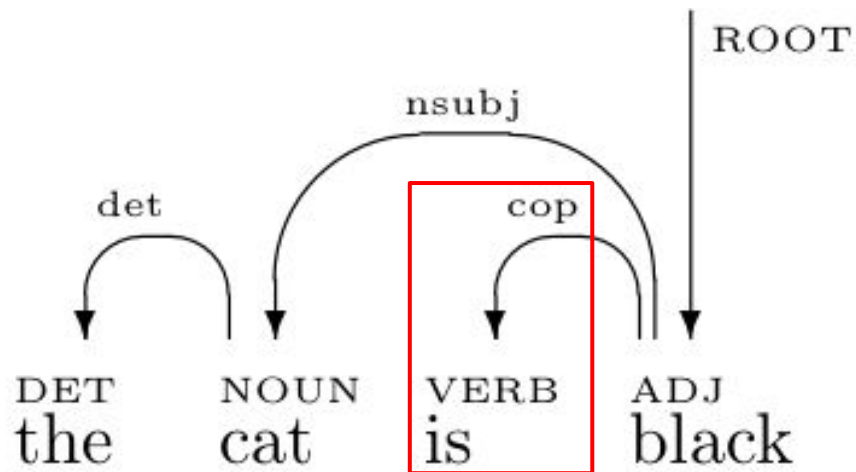 ROOT
nsubj
det cop
DET NOUN VERB ADJ
the cat is black